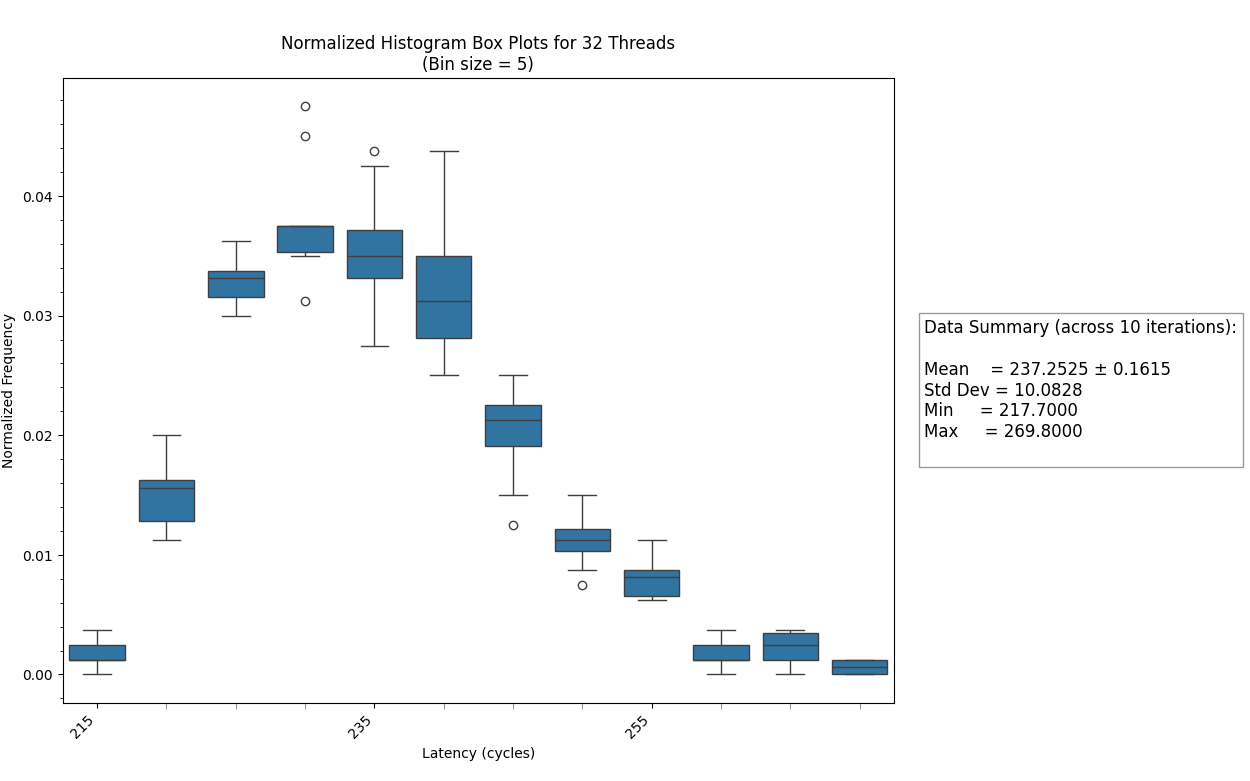 Normalized Histogram Box Plots for 32 Threads
(Bin size = 5)
Normalized Frequency
0.04
0.03
0.02
0.01
0.00
215
235
255
Latency (cycles)
Data Summary (across 10 iterations):
Mean = 237.2525 ± 0.1615
Std Dev = 10.0828
Min = 217.7000
Max = 269.8000